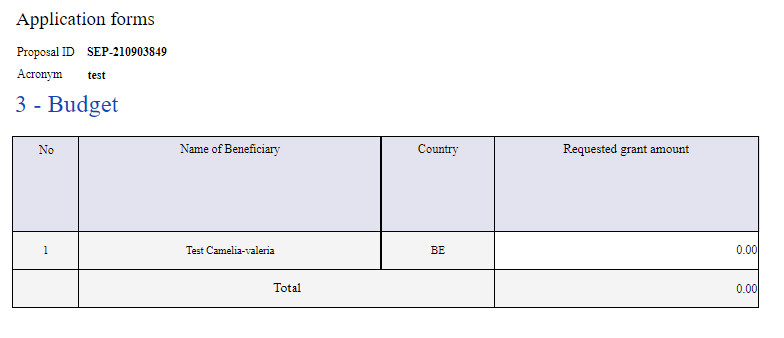 Application forms
Proposal ID SEP-210903849
Acronym test
3 - Budget
No Name of Beneficiary Country Requested grant amount
1 Test Camelia-valeria BE 0.00
Total 0.00